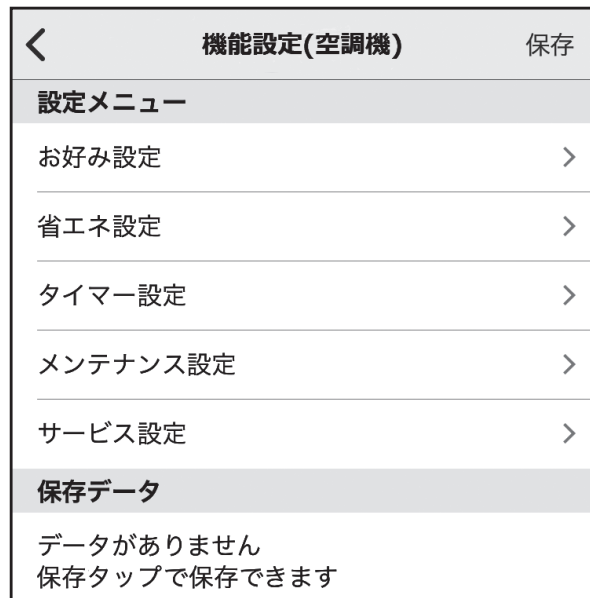 機能設定(空調機) 保存
設定メニュー
お好み設定
省エネ設定
タイマー設定
メンテナンス設定
サービス設定
保存データ
データがありません
保存タップで保存できます